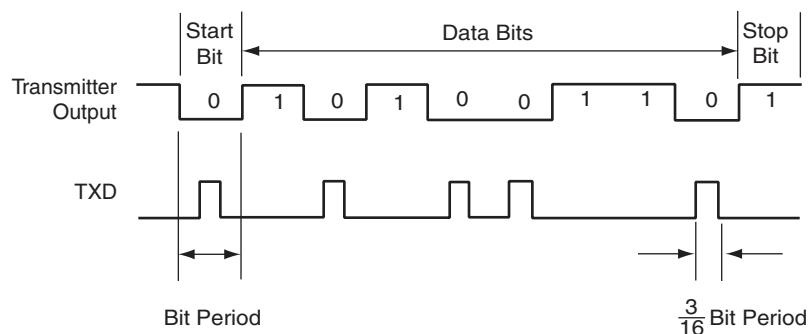 Start Bit
Data Bits
Stop Bit
Transmitter Output
0 1 0 1 0 0 1 1 0 1
TXD
Bit Period
3/16 Bit Period